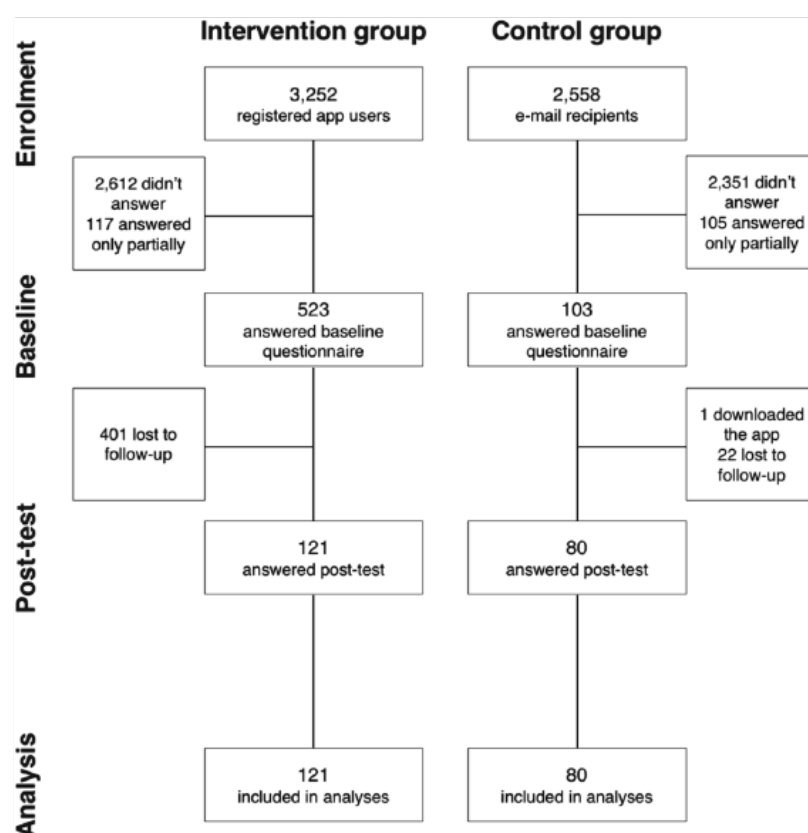 Intervention group
Control group
Enrolment
3,252
registered app users
2,558
e-mail recipients
2,612 didn't
answer
117 answered
only partially
2,351 didn't
answer
105 answered
only partially
Baseline
523
answered baseline
questionnaire
103
answered baseline
questionnaire
401 lost to
follow-up
1 downloaded
the app
22 lost to
follow-up
Post-test
121
answered post-test
80
answered post-test
Analysis
121
included in analyses
80
included in analyses